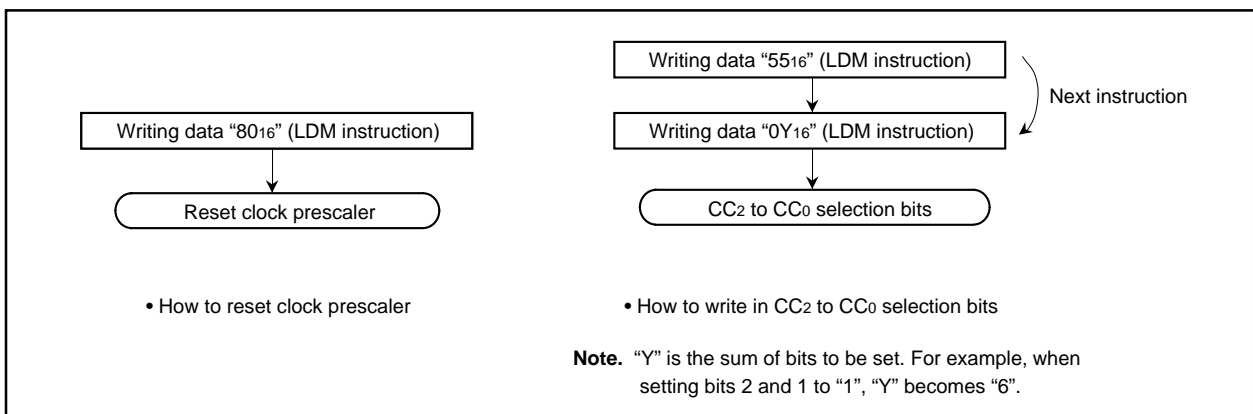 Writing data “8016” (LDM instruction)
Reset clock prescaler
• How to reset clock prescaler
Writing data “5516” (LDM instruction)
Next instruction
Writing data “0Y16” (LDM instruction)
CC2 to CC0 selection bits
• How to write in CC2 to CC0 selection bits
Note. “Y” is the sum of bits to be set. For example, when
setting bits 2 and 1 to “1”, “Y” becomes “6”.